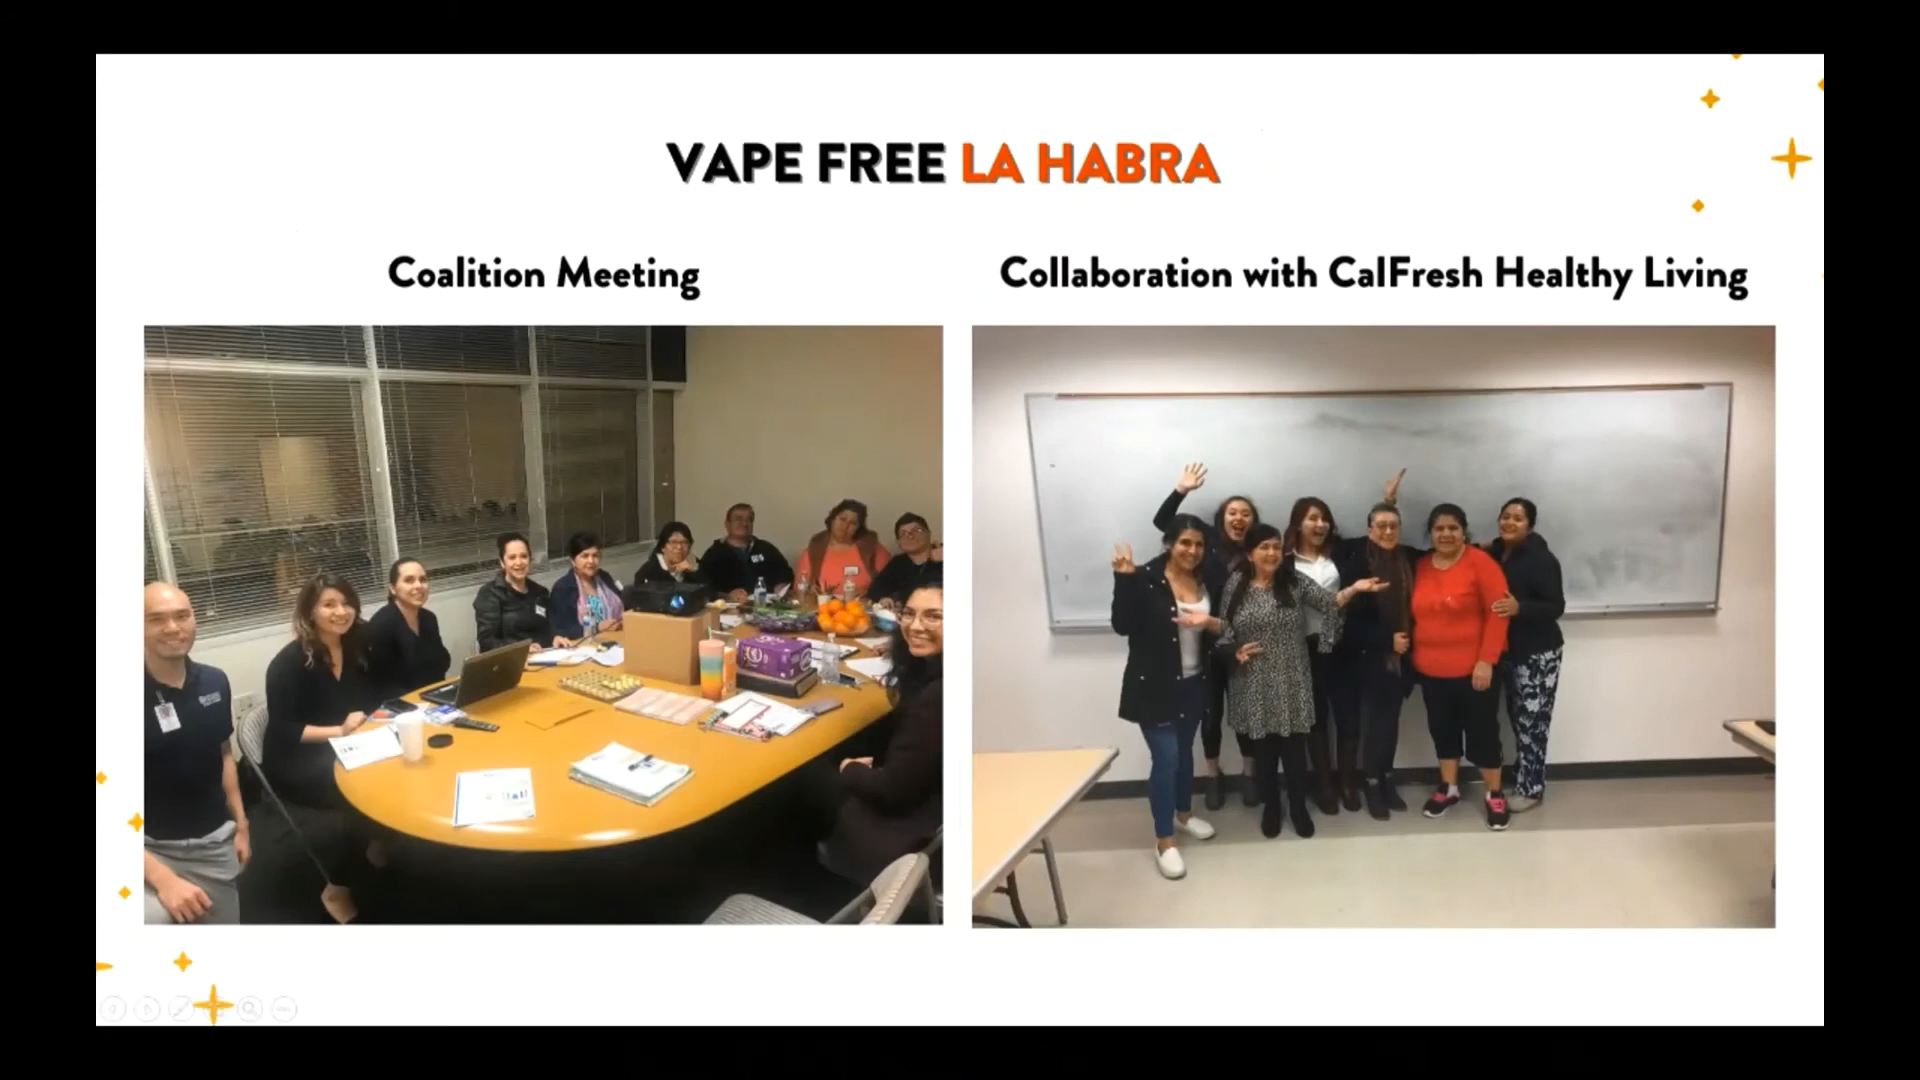 VAPE FREE LA HABRA
Coalition Meeting
Collaboration with CalFresh Healthy Living